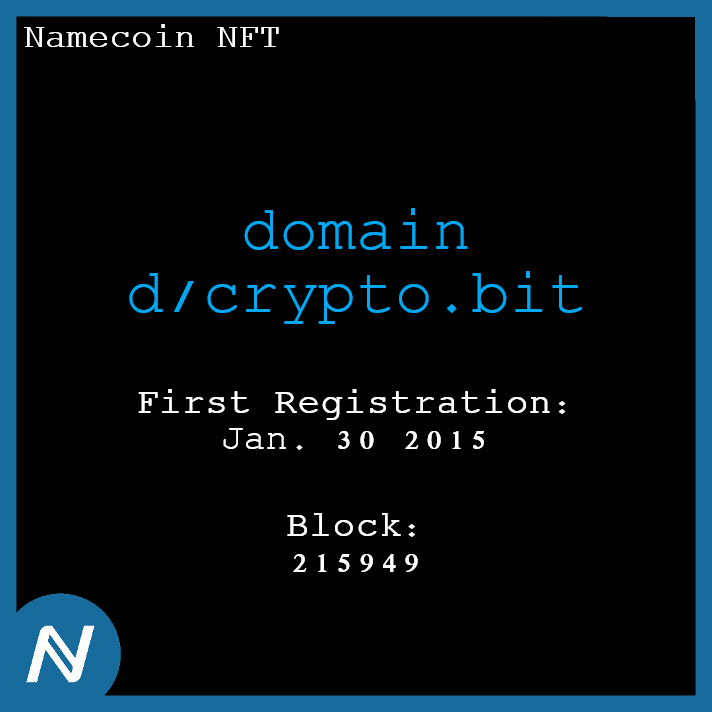 Namecoin NFT
domain
d/crypto.bit
First Registration:
Jan. 30 2015
Block:
215949